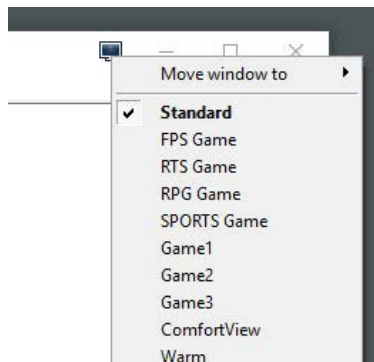 Move window to
Standard
FPS Game
RTS Game
RPG Game
SPORTS Game
Game1
Game2
Game3
ComfortView
Warm